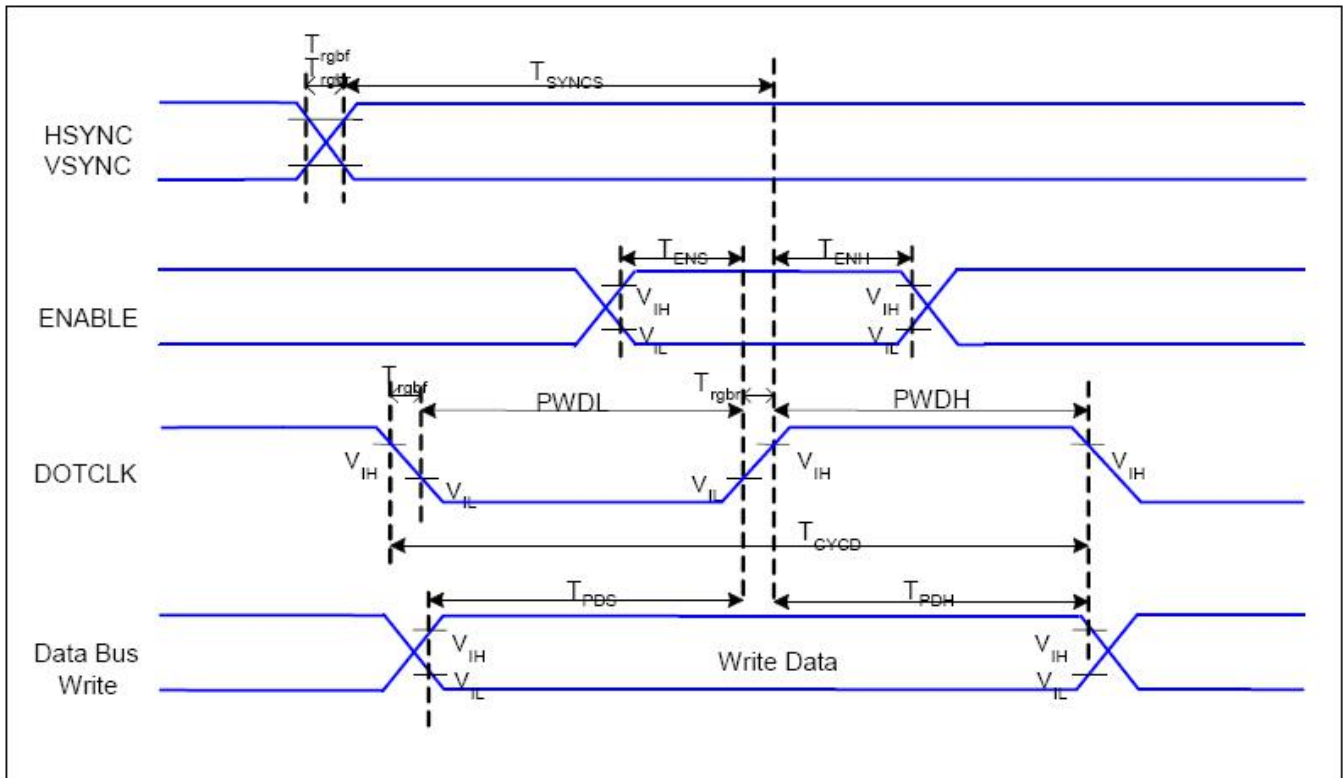 Trgbf
Trgbr
TSYNCS
HSYNC
VSYNC
TENS
TENH
VIH
VIH
ENABLE
VIL
VIL
Trgbf
Trgbr
PWDL
PWDH
DOTCLK
VIH
VIH
VIH
VIL
VIL
TCYCD
TPDS
TPDH
VIH
VIH
Data Bus
Write
Write Data
VIL
VIL